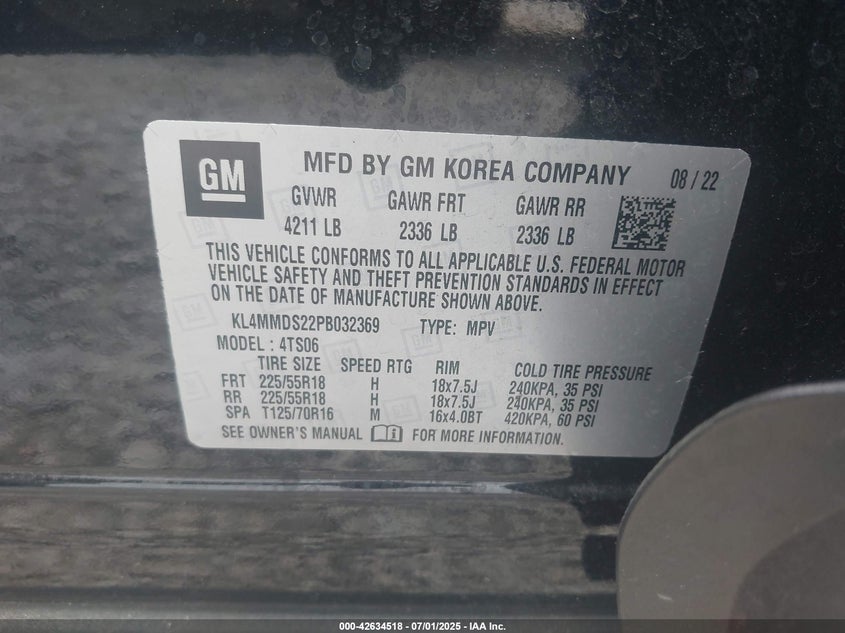 GM
MFD BY GM KOREA COMPANY 08 / 22
GVWR GAWR FRT GAWR RR
4211 LB 2336 LB 2336 LB
THIS VEHICLE CONFORMS TO ALL APPLICABLE U.S. FEDERAL MOTOR
VEHICLE SAFETY AND THEFT PREVENTION STANDARDS IN EFFECT
ON THE DATE OF MANUFACTURE SHOWN ABOVE.
KL4MMDS22PB032369 TYPE: MPV
MODEL : 4TS06
TIRE SIZE SPEED RTG RIM COLD TIRE PRESSURE
FRT 225/55R18 H 18x7.5J 240KPA, 35 PSI
RR 225/55R18 H 18x7.5J 240KPA, 35 PSI
SPA T125/70R16 M 16x4.0BT 420KPA, 60 PSI
SEE OWNER'S MANUAL FOR MORE INFORMATION.
000-42634518 - 07/01/2025 - IAA Inc.